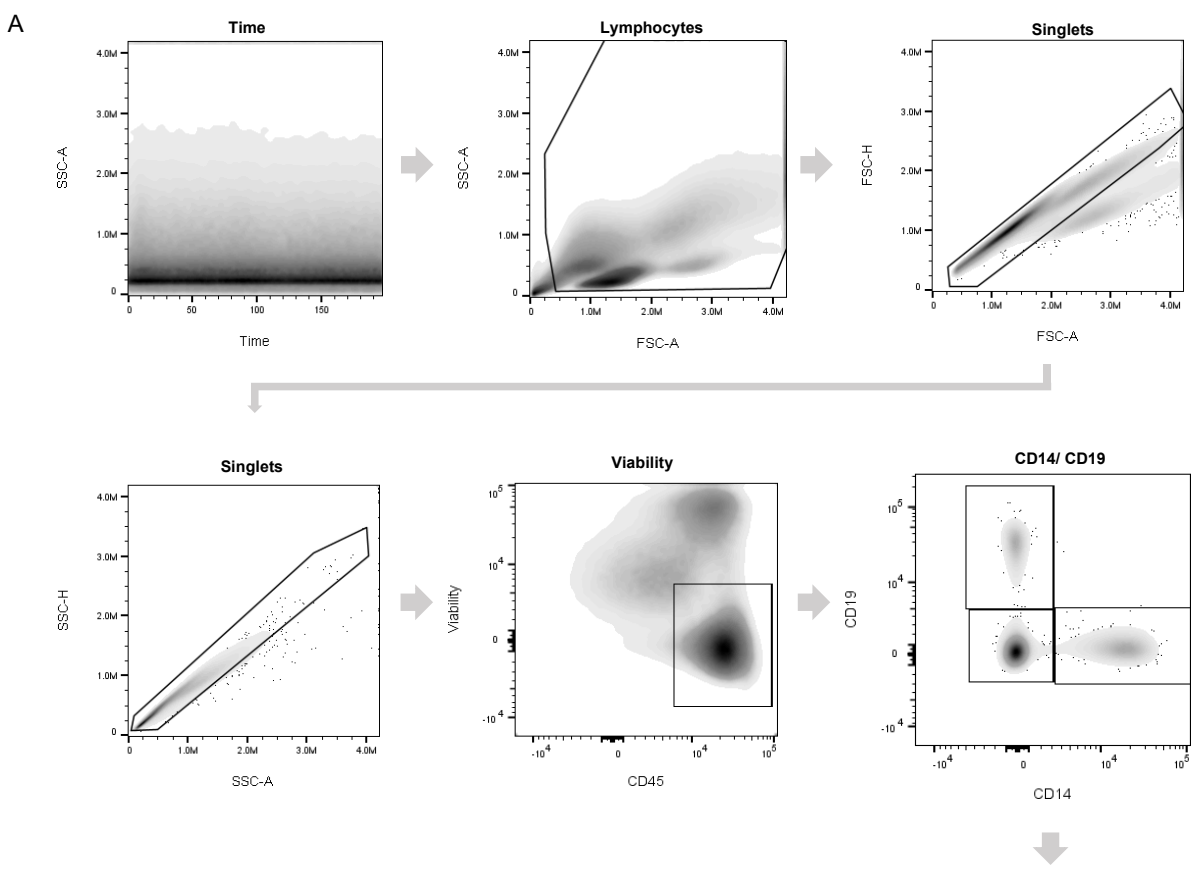 A
Time
4.0M
3.0M
2.0M
1.0M
0
SSC-A
0 50 100 150
Time
Lymphocytes
4.0M
3.0M
2.0M
1.0M
0
SSC-A
0 1.0M 2.0M 3.0M 4.0M
FSC-A
Singlets
4.0M
3.0M
2.0M
1.0M
0
FSC-H
0 1.0M 2.0M 3.0M 4.0M
FSC-A
Singlets
4.0M
3.0M
2.0M
1.0M
0
SSC-H
0 1.0M 2.0M 3.0M 4.0M
SSC-A
Viability
10^5
10^4
0
-10^4
Viability
-10^4 0 10^4 10^5
CD45
CD14/ CD19
10^5
10^4
0
-10^4
CD19
-10^4 0 10^4 10^5
CD14